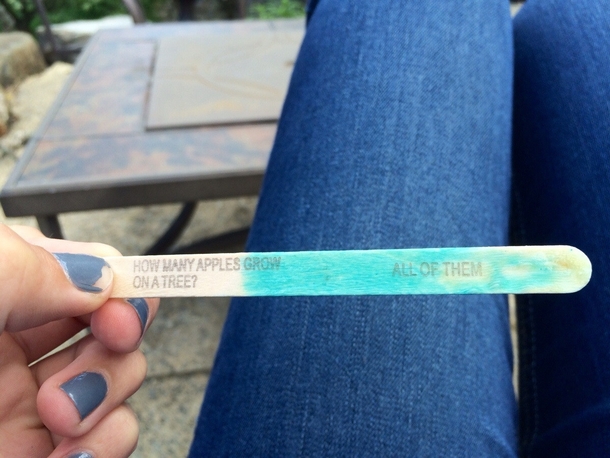 HOW MANY APPLES GROW
ON A TREE?
ALL OF THEM